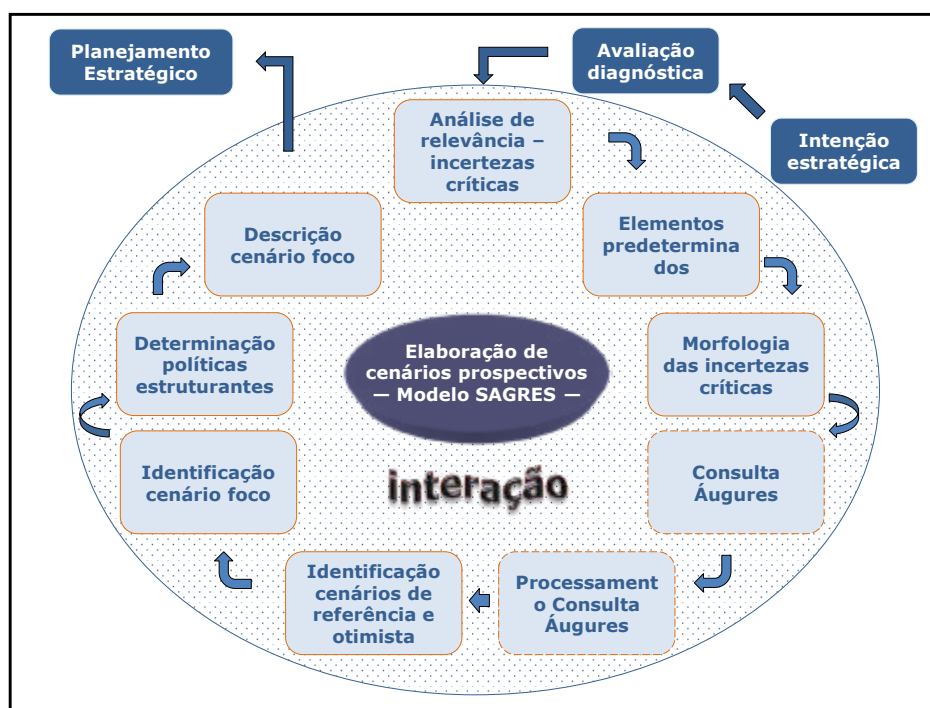 Planejamento
Estratégico
Avaliação
diagnóstica
Intenção
estratégica
Análise de
relevância –
incertezas
críticas
Elementos
predetermina
dos
Morfologia
das incertezas
críticas
Consulta
Áugures
Processament
o Consulta
Áugures
Identificação
cenários de
referência e
otimista
Identificação
cenário foco
Determinação
políticas
estruturantes
Descrição
cenário foco
Elaboração de
cenários prospectivos
— Modelo SAGRES —
interação